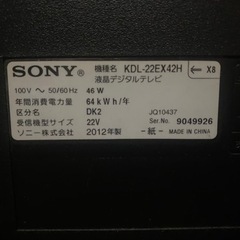 SONY 機種名 KDL-22EX42H ← X8
液晶デジタルテレビ
100V ～ 50/60Hz 46 W
年間消費電力量 64 kWh/年
区分名 DK2 JQ10437
受信機型サイズ 22V Ser.No. 9049926
ソニー株式会社 2012年製 -紙- MADE IN CHINA